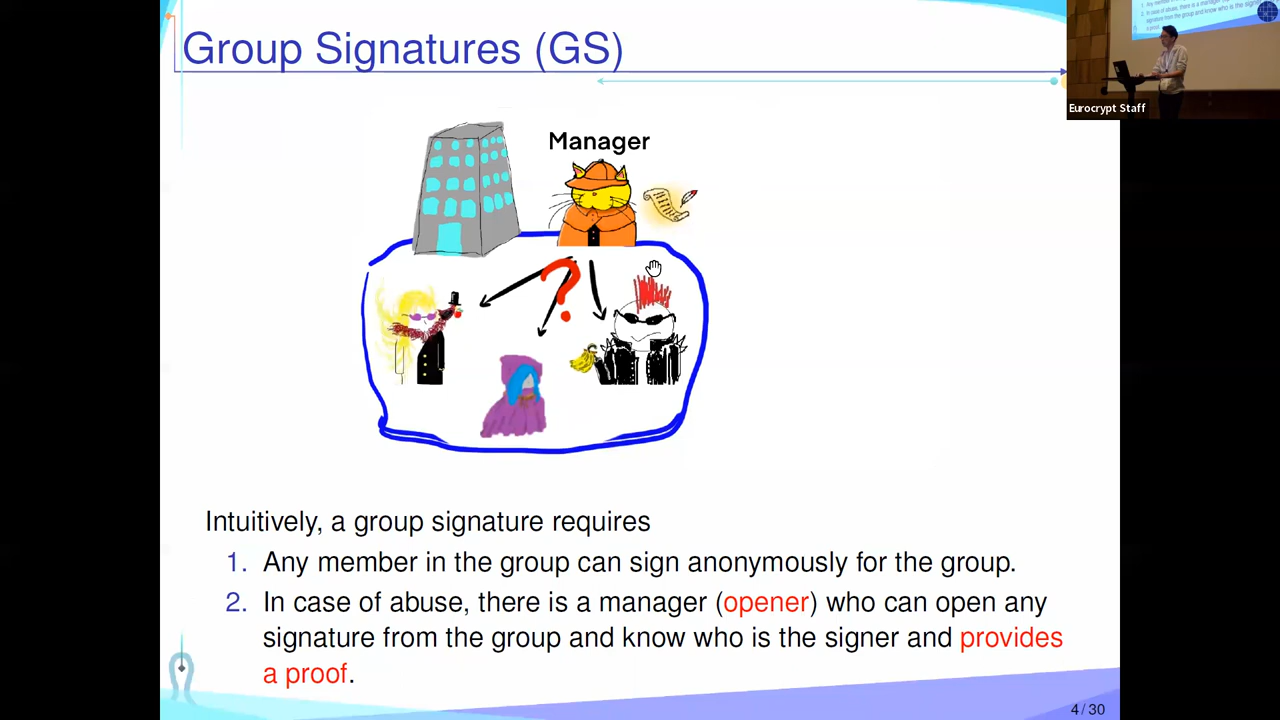 Group Signatures (GS)
Manager
?
Eurocrypt Staff
Intuitively, a group signature requires
1. Any member in the group can sign anonymously for the group.
2. In case of abuse, there is a manager (opener) who can open any
signature from the group and know who is the signer and provides
a proof.
4/30